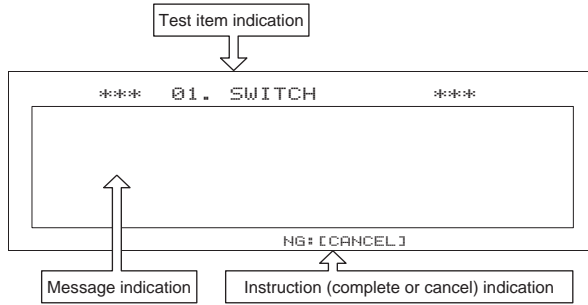 Test item indication
*** 01. SWITCH ***
NG:[CANCEL]
Message indication
Instruction (complete or cancel) indication